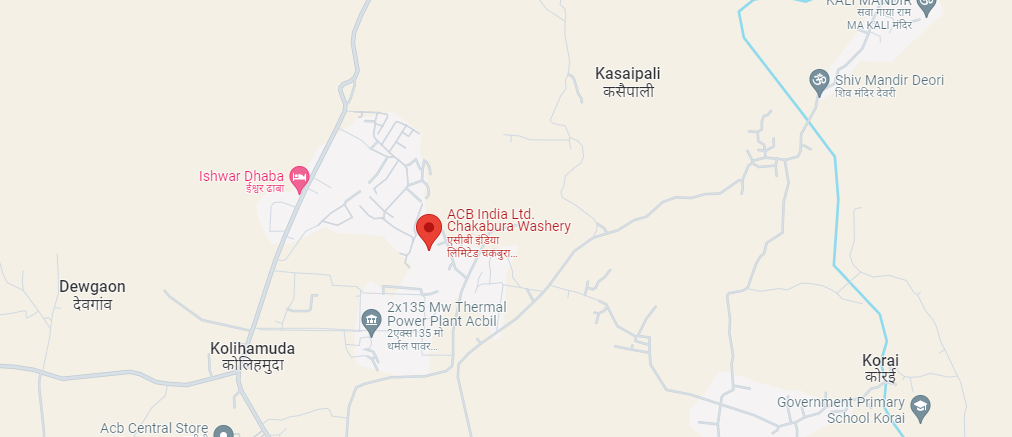 KALI MANDIR
सवा गाया राम
MA KALI मंदिर
Kasaipali
कसैपाली
Shiv Mandir Deori
शिव मंदिर देवरी
Ishwar Dhaba
ईश्वर ढाबा
ACB India Ltd.
Chakabura Washery
एसीबी इंडिया
लिमिटेड चकबुरा...
Dewgaon
देवगांव
2x135 Mw Thermal
Power Plant Acbil
2एक्स135 मो
थर्मल पावर...
Kolihamuda
कोलिहमुदा
Korai
कोरई
Government Primary
School Korai
Acb Central Store